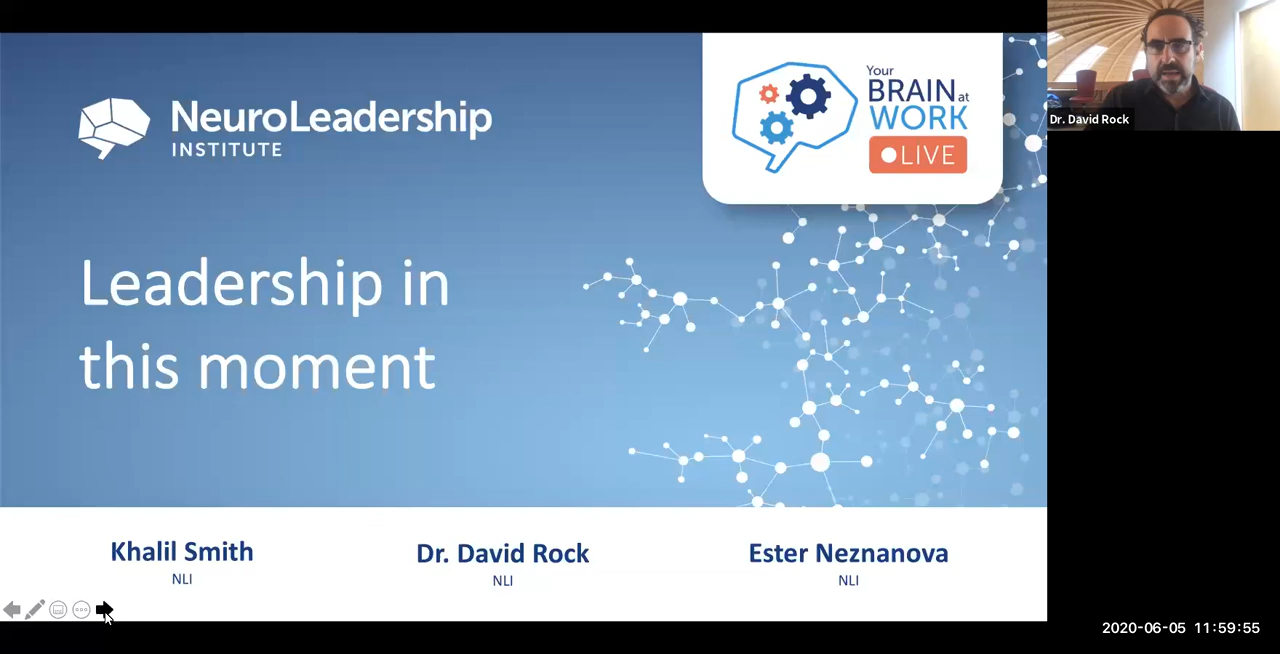 NeuroLeadership
INSTITUTE
Your
BRAIN at
WORK
LIVE
Dr. David Rock
Leadership in
this moment
Khalil Smith
NLI
Dr. David Rock
NLI
Ester Neznanova
NLI
2020-06-05 11:59:55